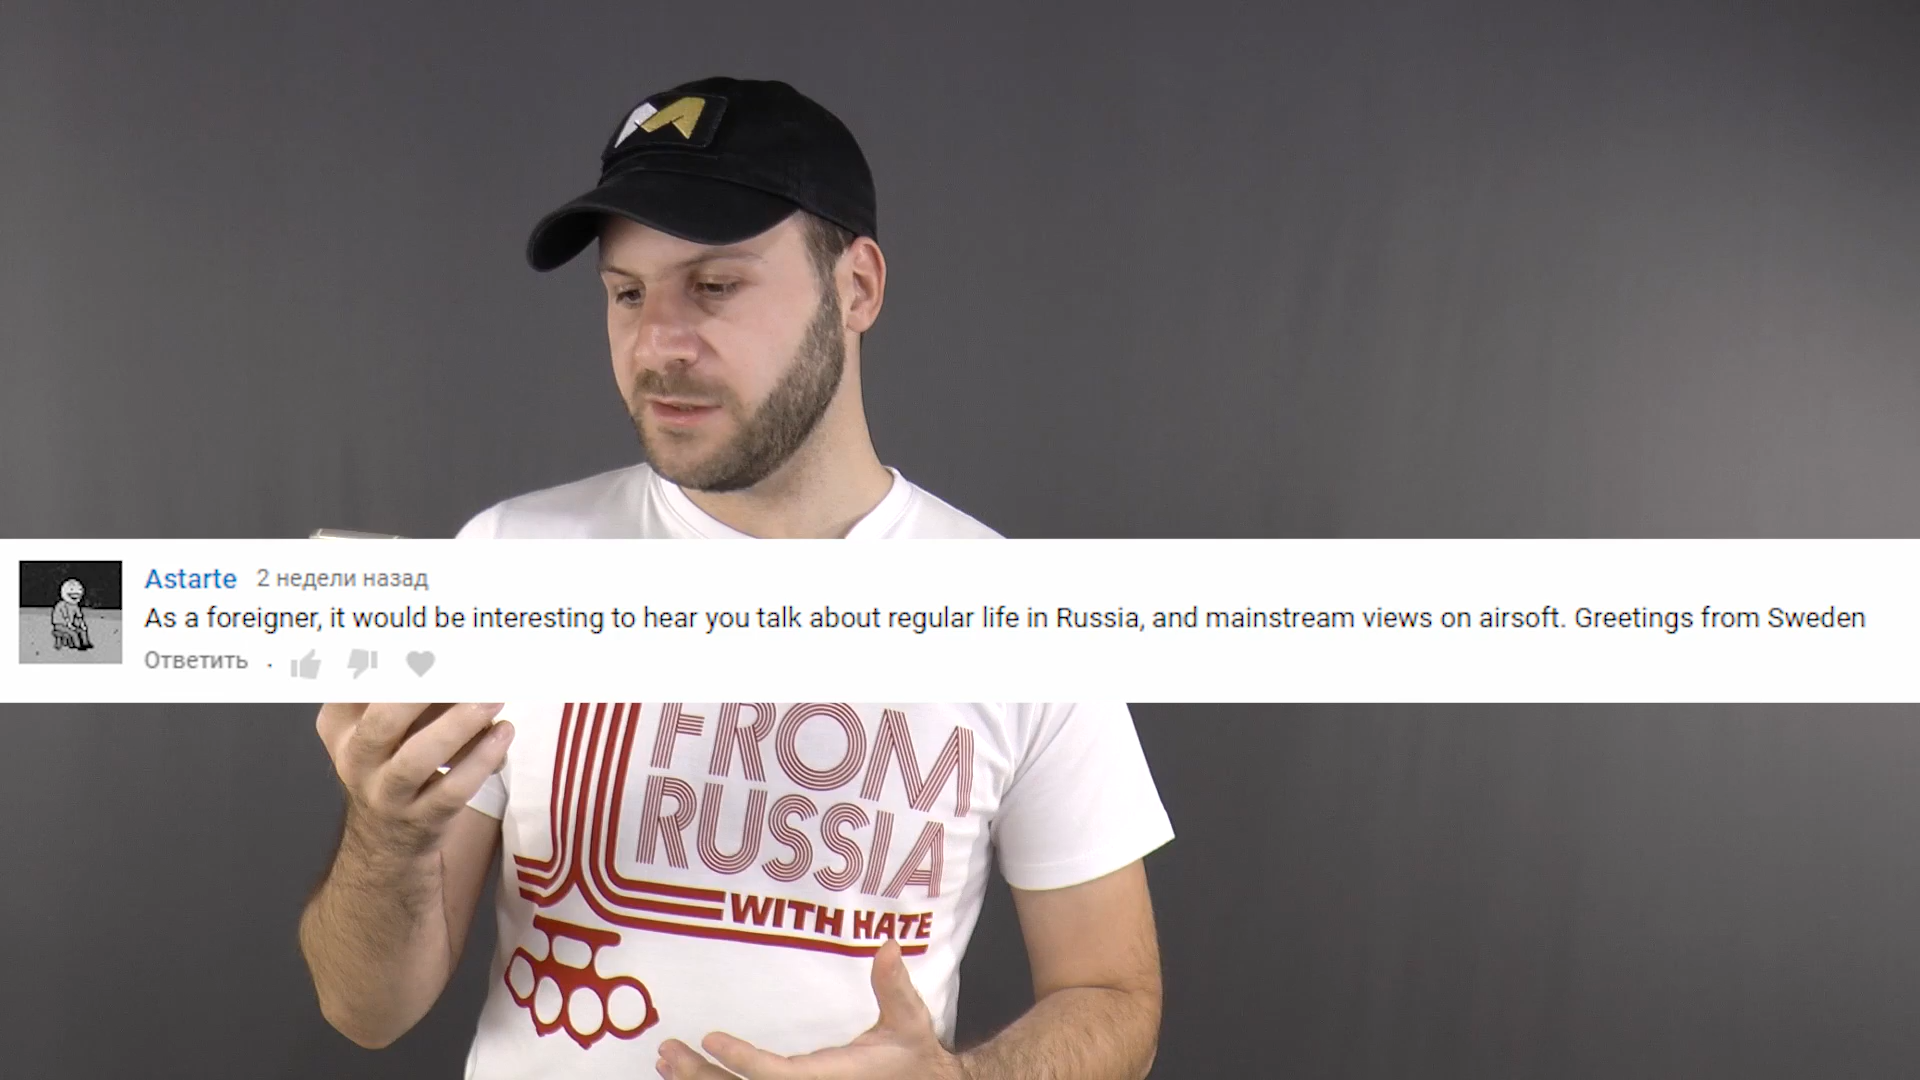 Astarte 2 недели назад
As a foreigner, it would be interesting to hear you talk about regular life in Russia, and mainstream views on airsoft. Greetings from Sweden
Ответить
FROM
RUSSIA
WITH HATE